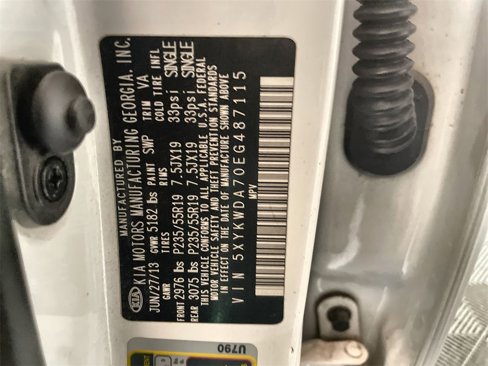 MANUFACTURED BY
KIA KIA MOTORS MANUFACTURING GEORGIA, INC.
JUN/27/13 GVWR 5182 lbs PAINT SWP TRIM VA
GAWR TIRES RIMS COLD TIRE INFL
FRONT 2976 lbs P235/55R19 7.5JX19 33psi SINGLE
REAR 3075 lbs P235/55R19 7.5JX19 33psi SINGLE
THIS VEHICLE CONFORMS TO ALL APPLICABLE U.S.A. FEDERAL
MOTOR VEHICLE SAFETY AND THEFT PREVENTION STANDARDS
IN EFFECT ON THE DATE OF MANUFACTURE SHOWN ABOVE
VIN 5XYKWDA70EG487115
MPV
U790